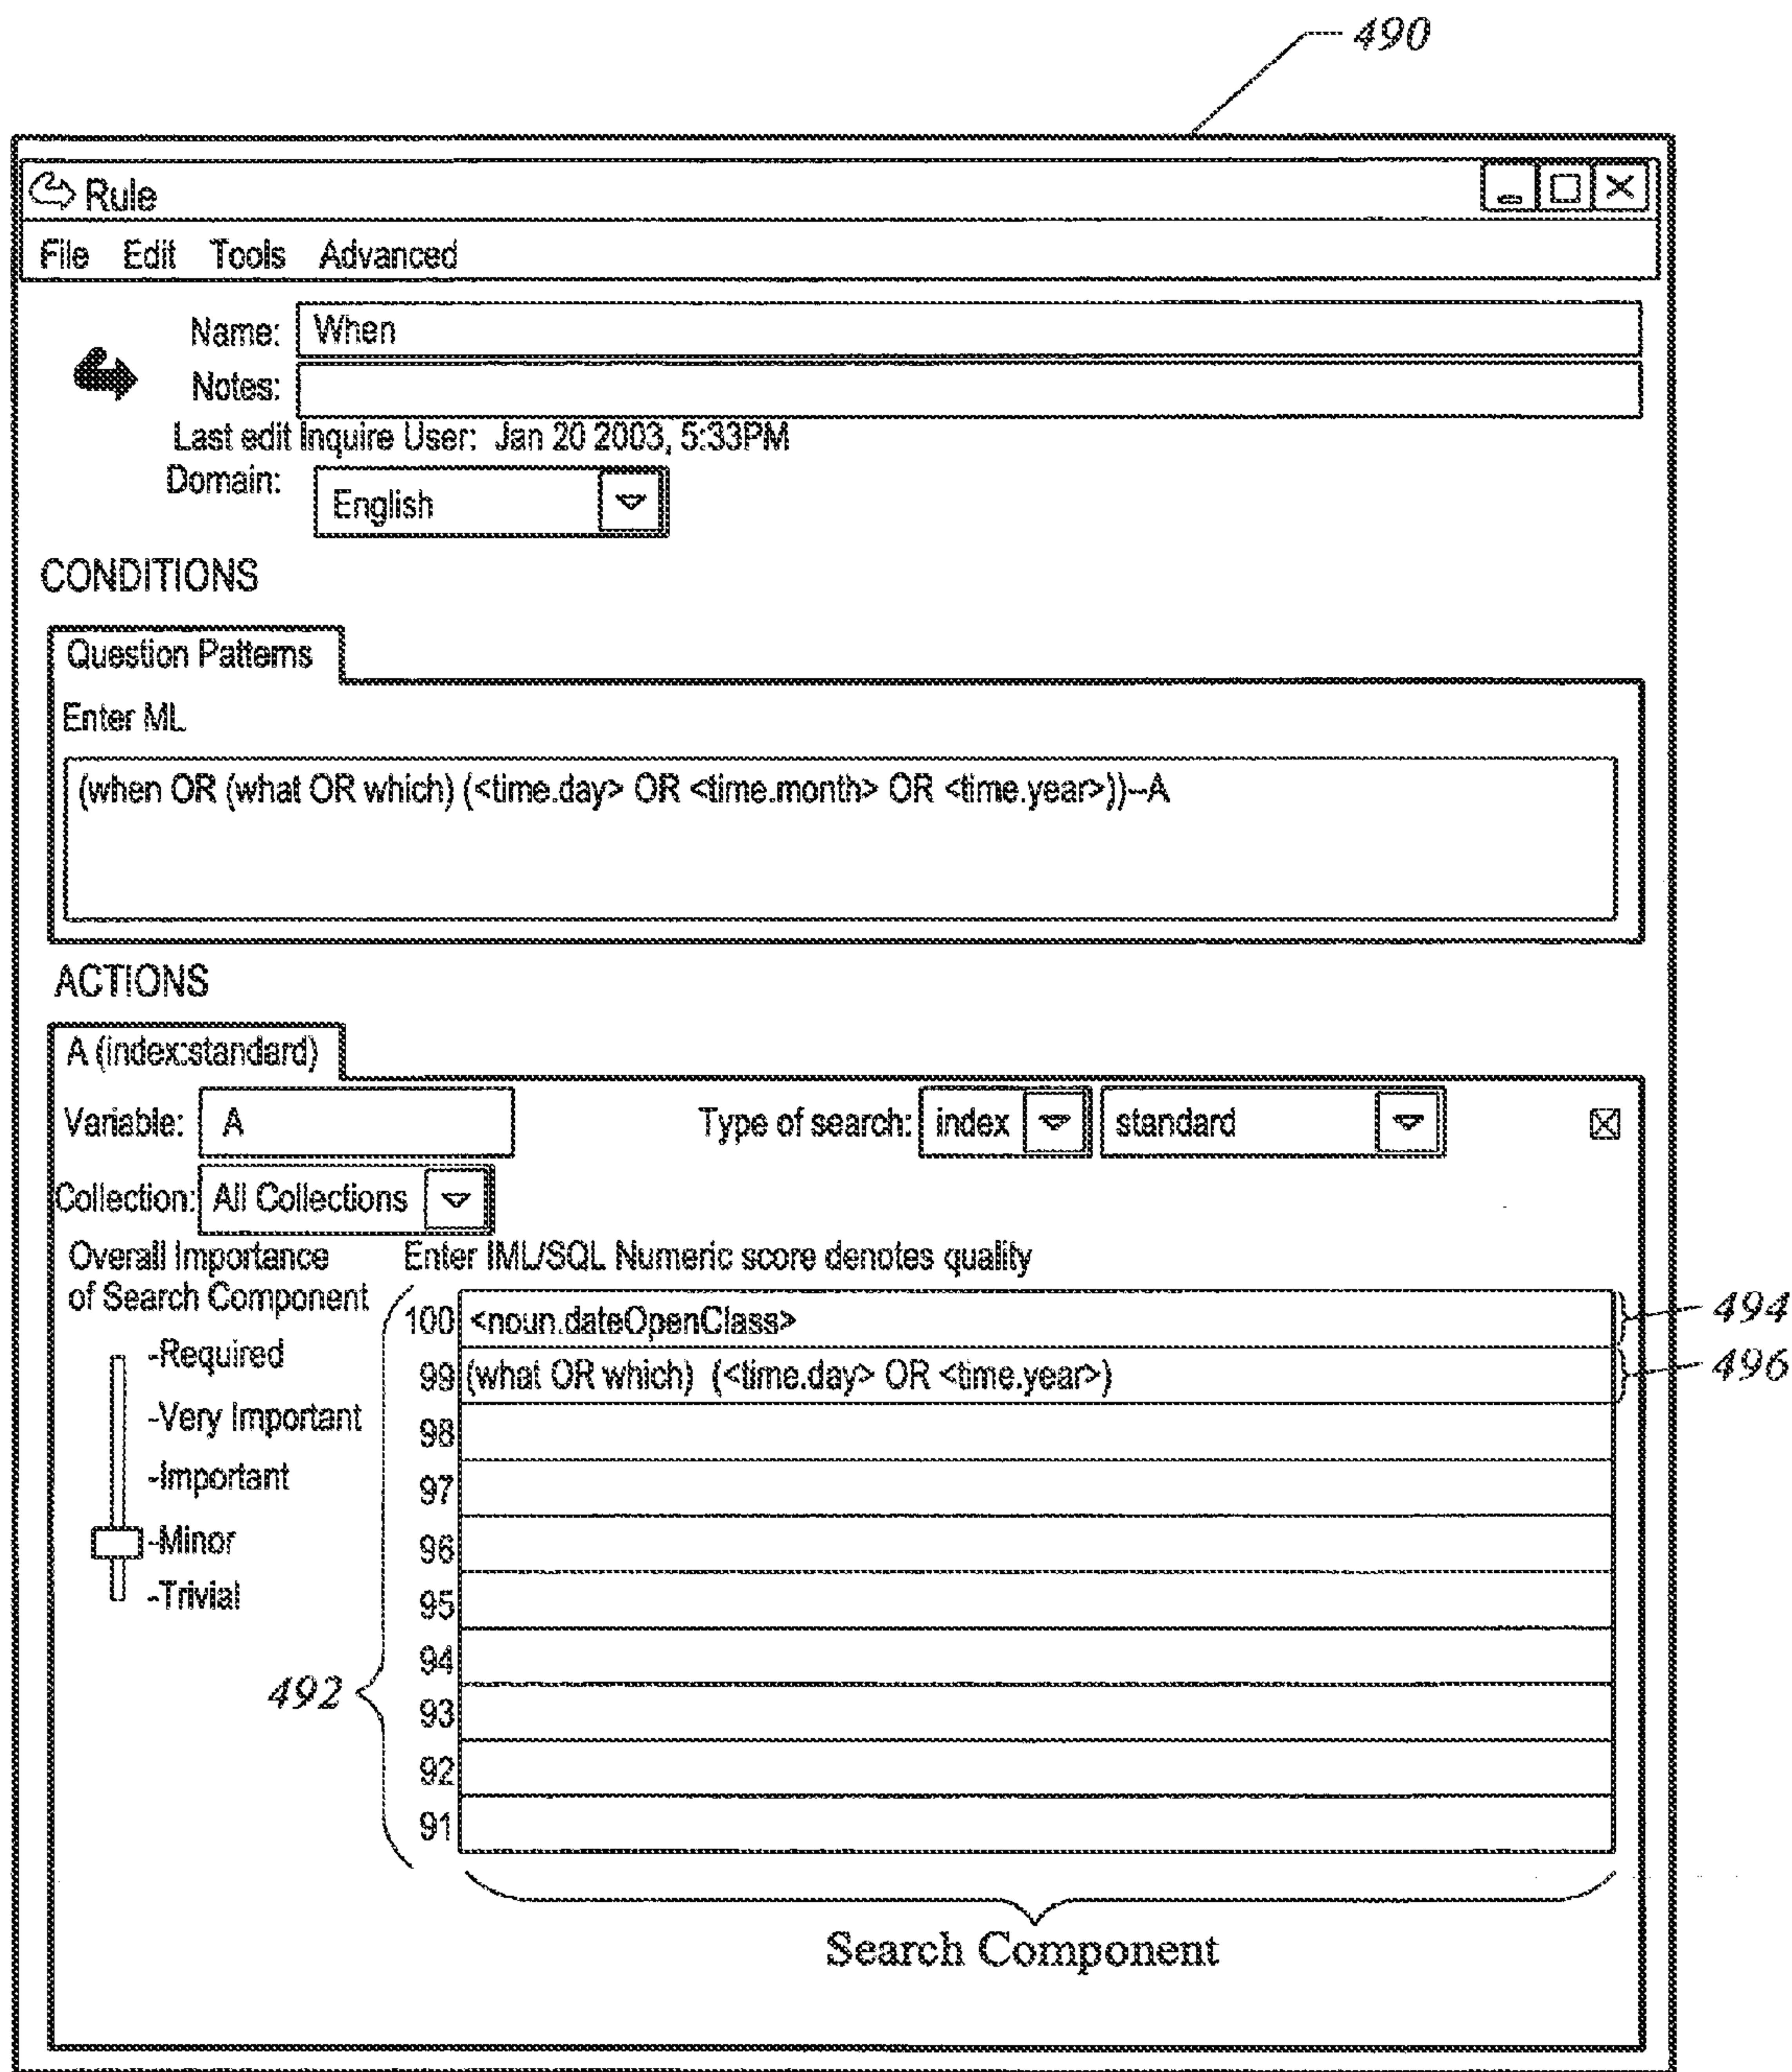 490
Rule
File Edit Tools Advanced
Name: When
Notes:
Last edit Inquire User: Jan 20 2003, 5:33PM
Domain: English
CONDITIONS
Question Patterns
Enter ML
(when OR (what OR which) (<time.day> OR <time.month> OR <time.year>))--A
ACTIONS
A (index:standard)
Variable: A Type of search: index standard
Collection: All Collections
Overall Importance of Search Component
Enter IML/SQL Numeric score denotes quality
-Required
-Very Important
-Important
-Minor
-Trivial
492
100 <noun.dateOpenClass> 494
99 (what OR which) (<time.day> OR <time.year>) 496
98
97
96
95
94
93
92
91
Search Component